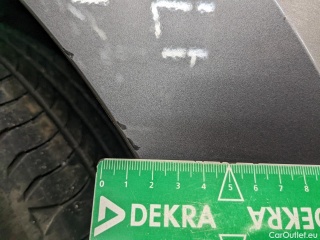 0 1 2 3 4 5 6 7 8
DEKRA DEKRA
CarOutlet.eu